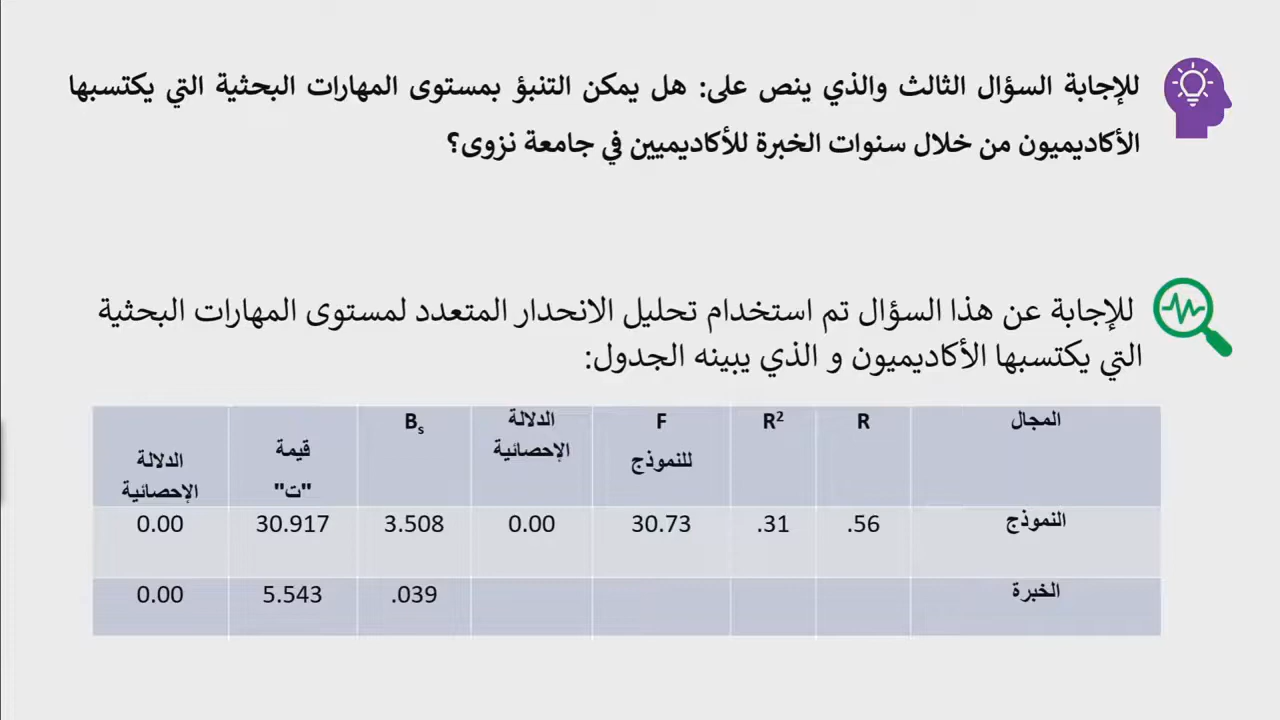 للإجابة السؤال الثالث والذي ينص على: هل يمكن التنبؤ بمستوى المهارات البحثية التي يكتسبها
الأكاديميون من خلال سنوات الخبرة للأكاديميين في جامعة نزوى؟
للإجابة عن هذا السؤال تم استخدام تحليل الانحدار المتعدد لمستوى المهارات البحثية
التي يكتسبها الأكاديميون و الذي يبينه الجدول:
المجال R R² F للنموذج الدلالة الإحصائية Bs قيمة "ت" الدلالة الإحصائية
النموذج .56 .31 30.73 0.00 3.508 30.917 0.00
الخبرة .039 5.543 0.00